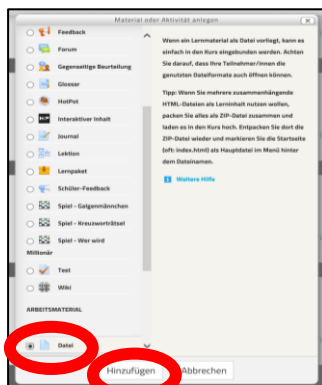 Material oder Aktivität anlegen
Feedback
Forum
Gegenseitige Beurteilung
Glossar
HotPot
H-P
Interaktiver Inhalt
Journal
Lektion
Lernpaket
Schüler-Feedback
Spiel - Galgenmännchen
Spiel - Kreuzworträtsel
Spiel - Wer wird
Millionär
Test
Wiki
ARBEITSMATERIAL
Datei
Wenn ein Lernmaterial als Datei vorliegt, kann es
einfach in den Kurs eingebunden werden. Achten
Sie darauf, dass Ihre Teilnehmer/innen die
genutzten Dateiformate auch öffnen können.
Tipp: Wenn Sie mehrere zusammenhängende
HTML-Dateien als Lerninhalt nutzen wollen,
packen Sie alles als ZIP-Datei zusammen und
laden es in den Kurs hoch. Entpacken Sie dort die
ZIP-Datei wieder und markieren Sie die Startseite
(oft: index.html) als Hauptdatei im Menü hinter
dem Dateinamen.
Weitere Hilfe
Hinzufügen
Abbrechen